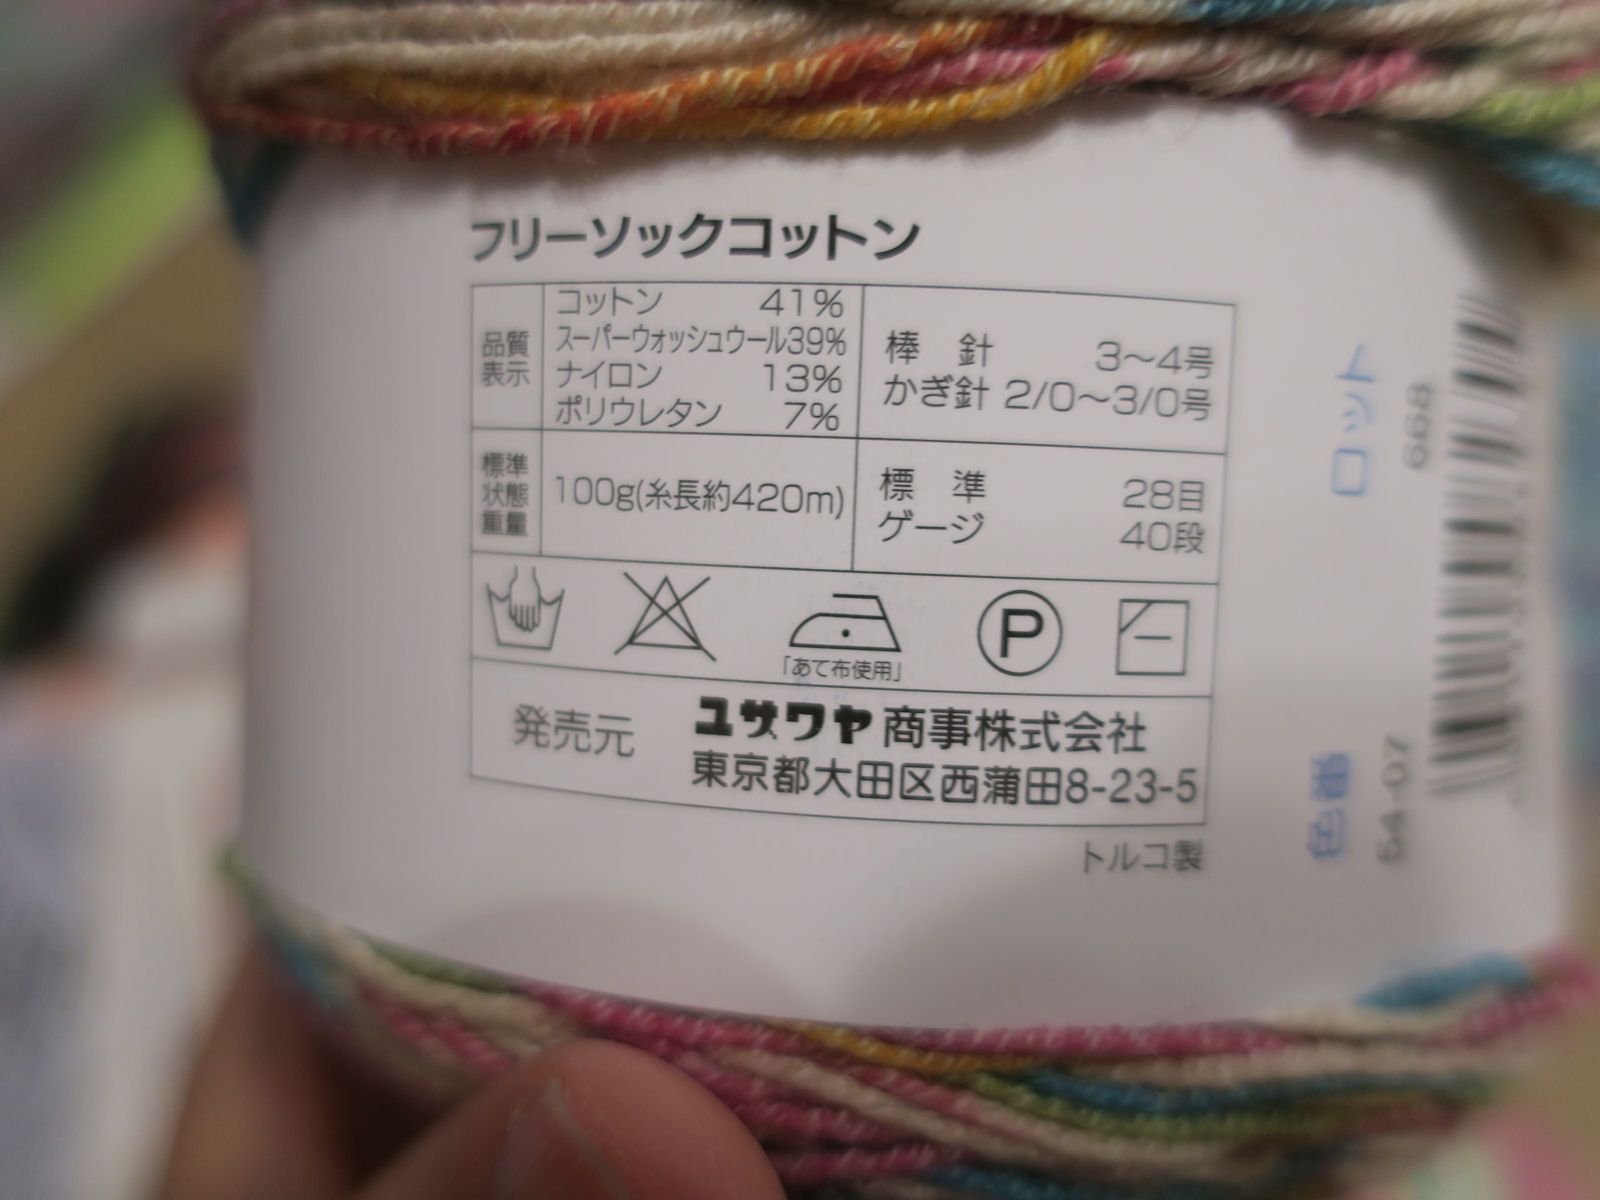 フリーソックコットン
品質
表示
コットン 41%
スーパーウォッシュウール39%
ナイロン 13%
ポリウレタン 7%
棒 針 3〜4号
かぎ針 2/0〜3/0号
標準
状態
重量
100g(糸長約420m)
標 準 28目
ゲージ 40段
「あて布使用」
P
発売元 ユザワヤ商事株式会社
東京都大田区西蒲田8-23-5
トルコ製
ロット
668
色番
54-07